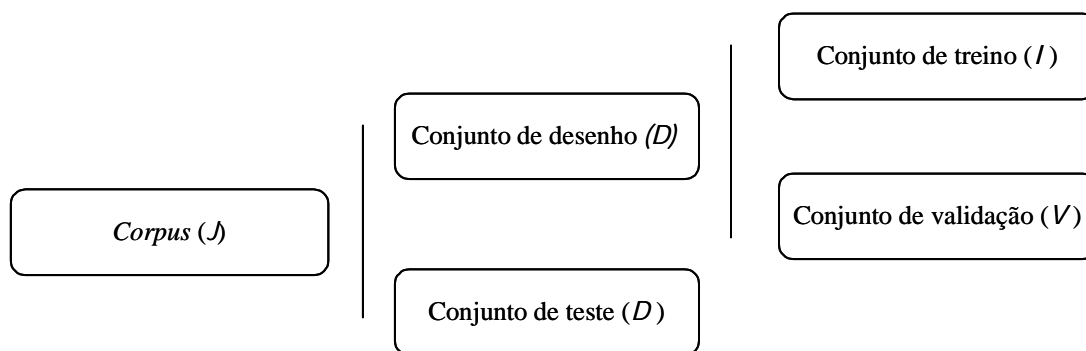 Corpus (J)
Conjunto de desenho (D)
Conjunto de teste (D )
Conjunto de treino (I )
Conjunto de validação (V)